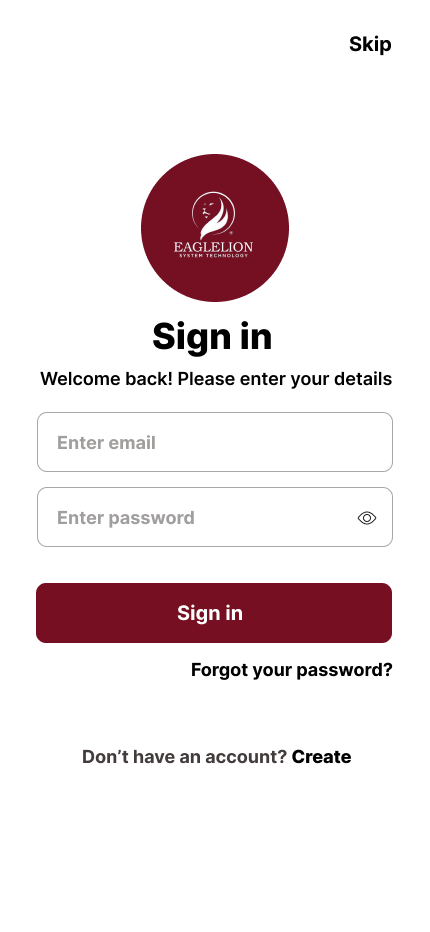 Skip
EAGLELION
SYSTEM TECHNOLOGY
Sign in
Welcome back! Please enter your details
Enter email
Enter password
Sign in
Forgot your password?
Don’t have an account? Create